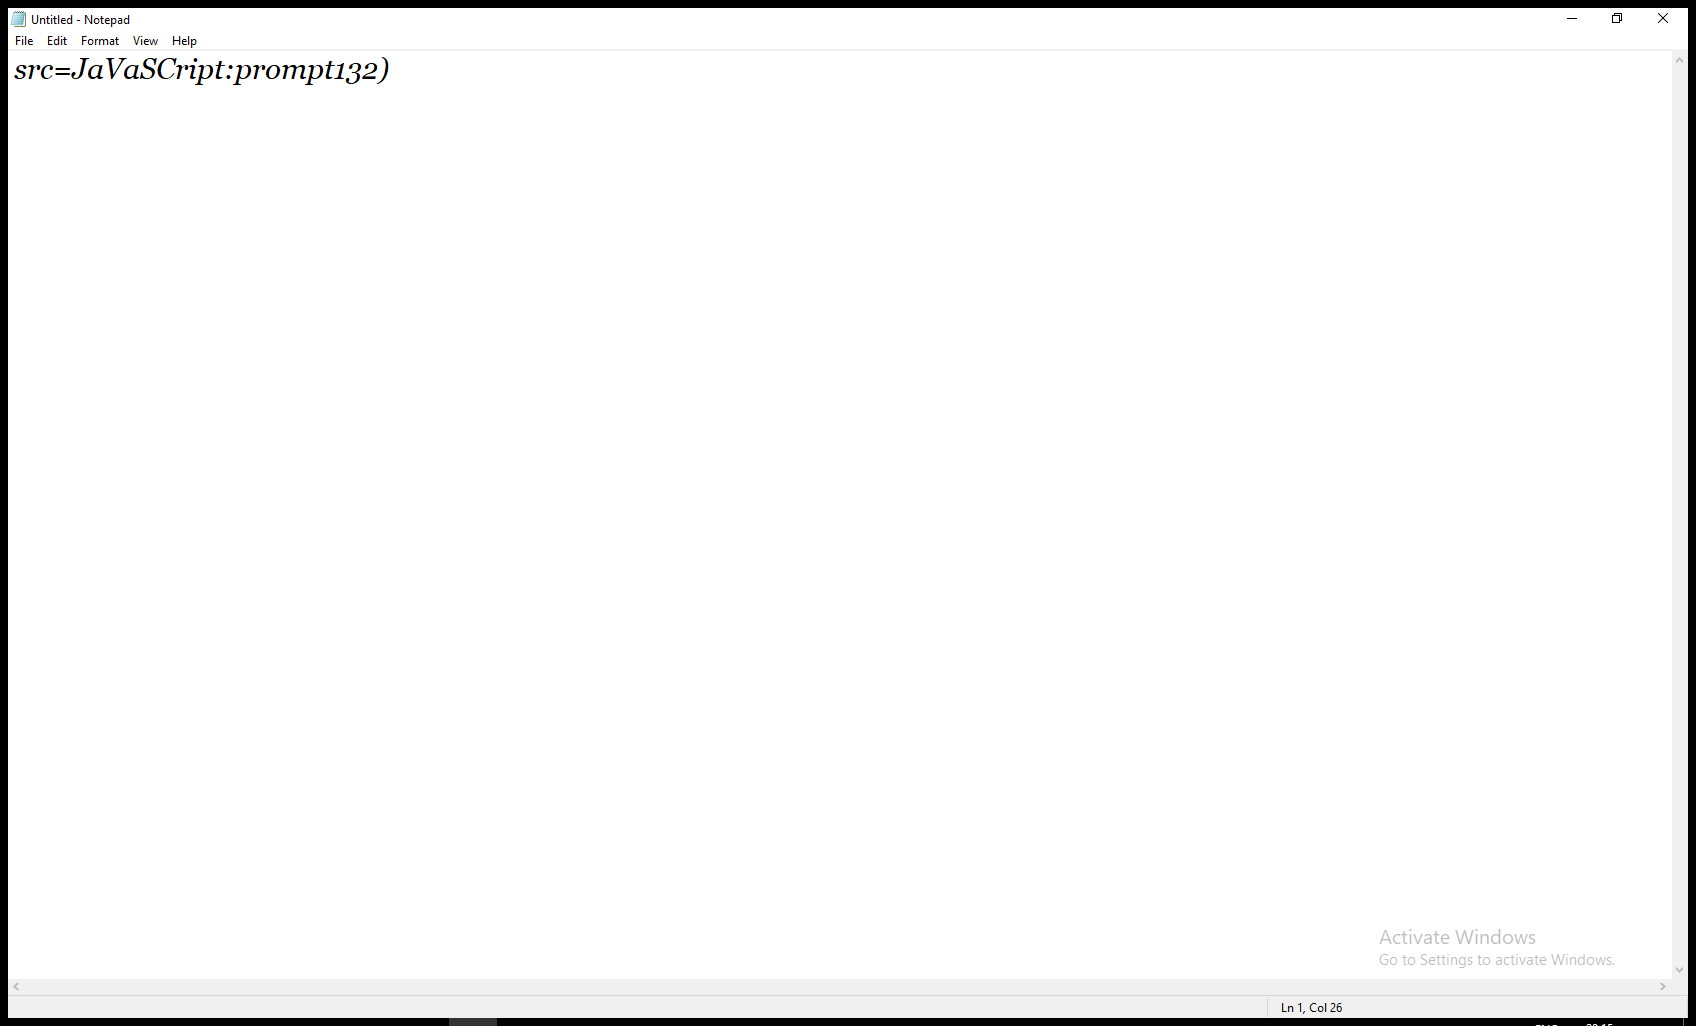 Untitled - Notepad
File Edit Format View Help
src=JaVaSCript:prompt132)
Activate Windows
Go to Settings to activate Windows.
Ln 1, Col 26